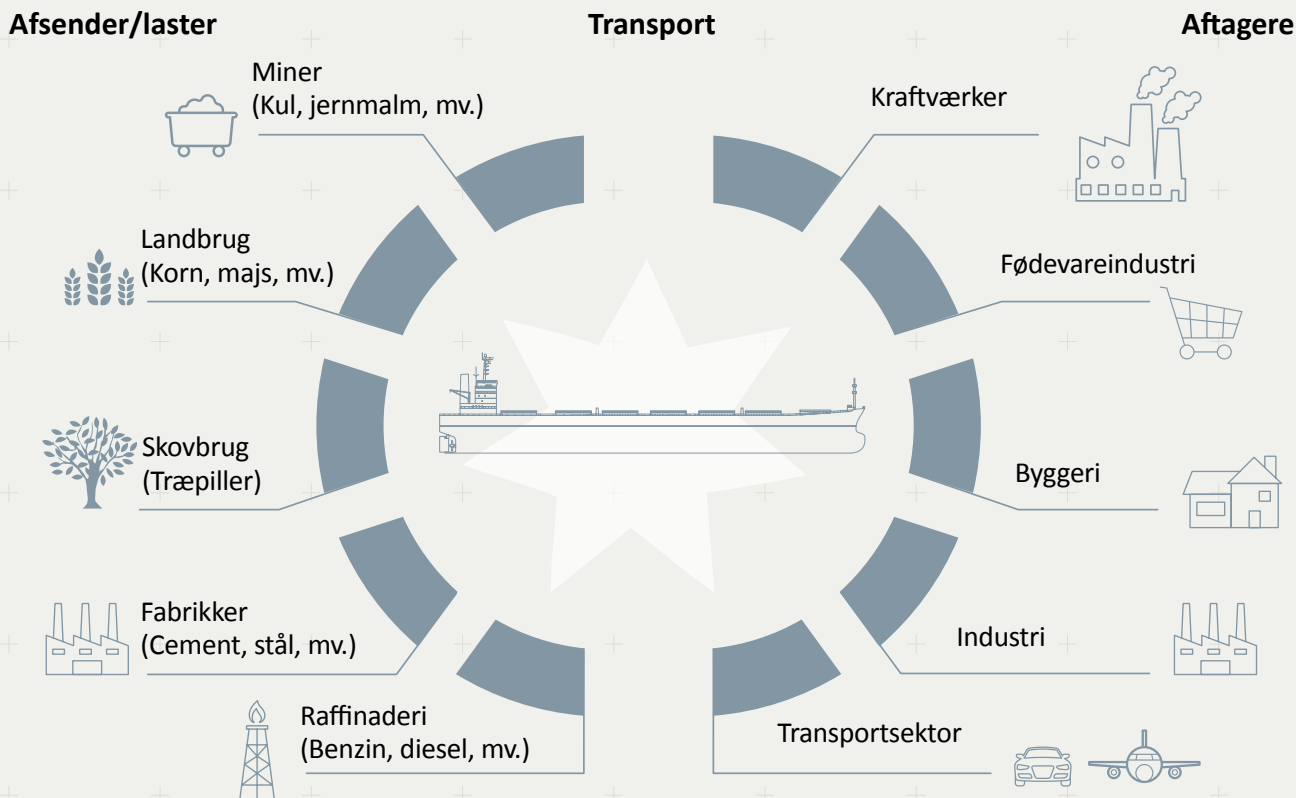 Afsender/laster
Transport
Aftagere
Miner
(Kul, jernmalm, mv.)
Landbrug
(Korn, majs, mv.)
Skovbrug
(Træpiller)
Fabrikker
(Cement, stål, mv.)
Raffinaderi
(Benzin, diesel, mv.)
Kraftværker
Fødevareindustri
Byggeri
Industri
Transportsektor